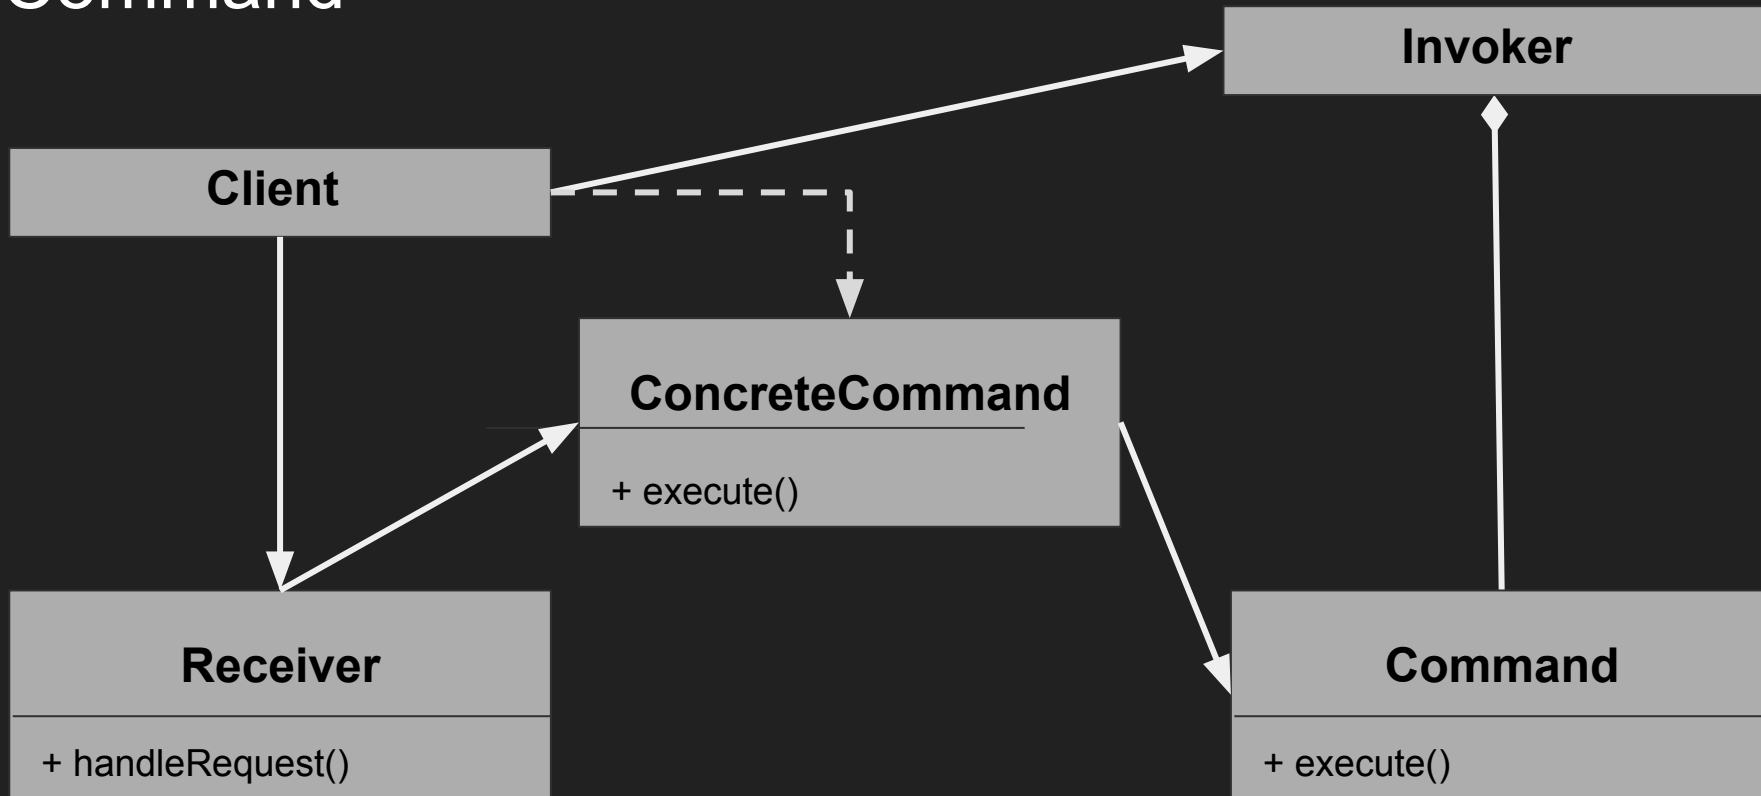 Command
Invoker
Client
ConcreteCommand
+ execute()
Receiver
+ handleRequest()
Command
+ execute()